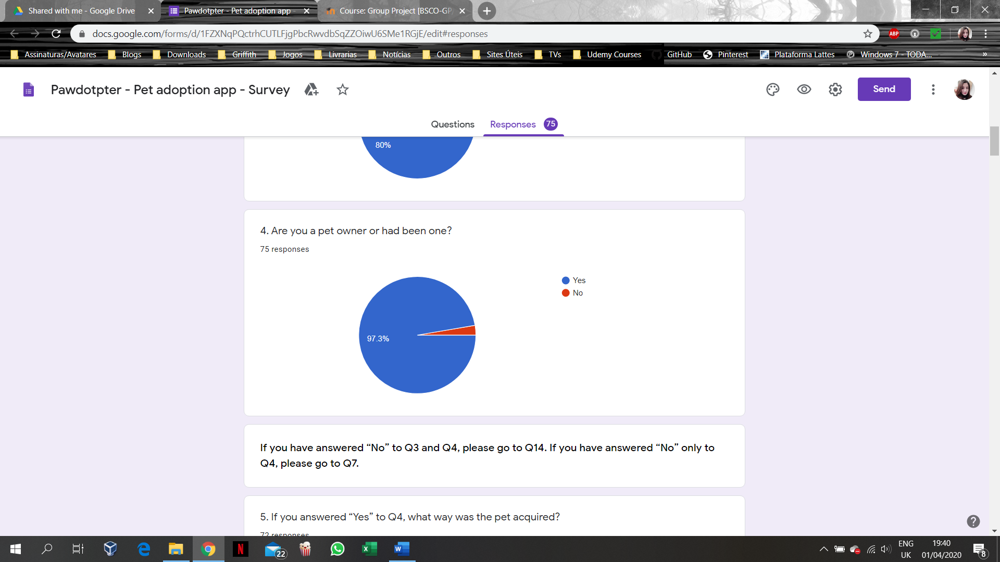 Shared with me - Google Drive
Pawdotpter - Pet adoption app -
Course: Group Project [BSCO-GP
docs.google.com/forms/d/1FZXNqPQctrhCUTLFjgPbcRwvdbSqZZOiwU6SMe1RGjE/edit#responses
ABP
Assinaturas/Avatares Blogs Downloads Griffith Jogos Livrarias Notícias Outros Sites Úteis TVs Udemy Courses GitHub Pinterest Plataforma Lattes Windows 7 - TODA... »
Pawdotpter - Pet adoption app - Survey
Send
Questions Responses 75
80%
4. Are you a pet owner or had been one?
75 responses
Yes
No
97.3%
If you have answered “No” to Q3 and Q4, please go to Q14. If you have answered “No” only to
Q4, please go to Q7.
5. If you answered “Yes” to Q4, what way was the pet acquired?
72 responses
22
ENG
UK
19:40
01/04/2020
8